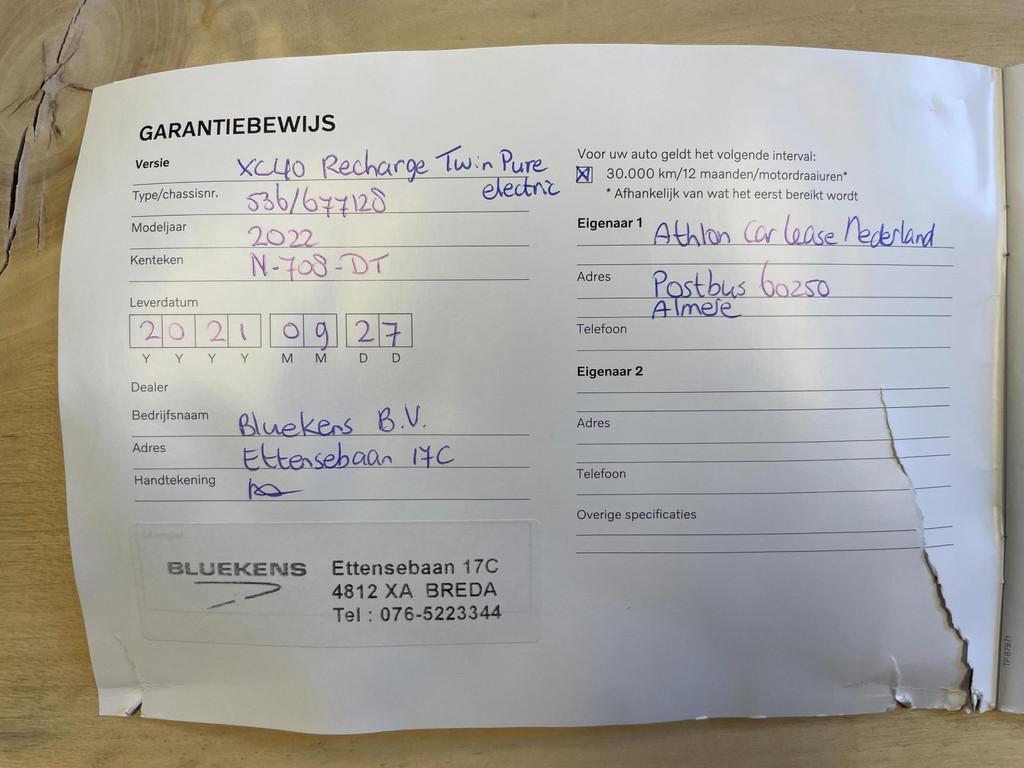 GARANTIEBEWIJS
Versie XC40 Recharge Twin Pure
electric
Type/chassisnr. 536/677128
Modeljaar 2022
Kenteken N-708-DT
Leverdatum
2 0 2 1 0 9 2 7
Y Y Y Y M M D D
Dealer
Bedrijfsnaam Bluekens B.V.
Adres Ettensebaan 17C
Handtekening
BLUEKENS
Ettensebaan 17C
4812 XA BREDA
Tel : 076-5223344
Voor uw auto geldt het volgende interval:
30.000 km/12 maanden/motordraaiuren*
* Afhankelijk van wat het eerst bereikt wordt
Eigenaar 1 Athlon Car Lease Nederland
Adres Postbus 60250
Almere
Telefoon
Eigenaar 2
Adres
Telefoon
Overige specificaties
TP 87971